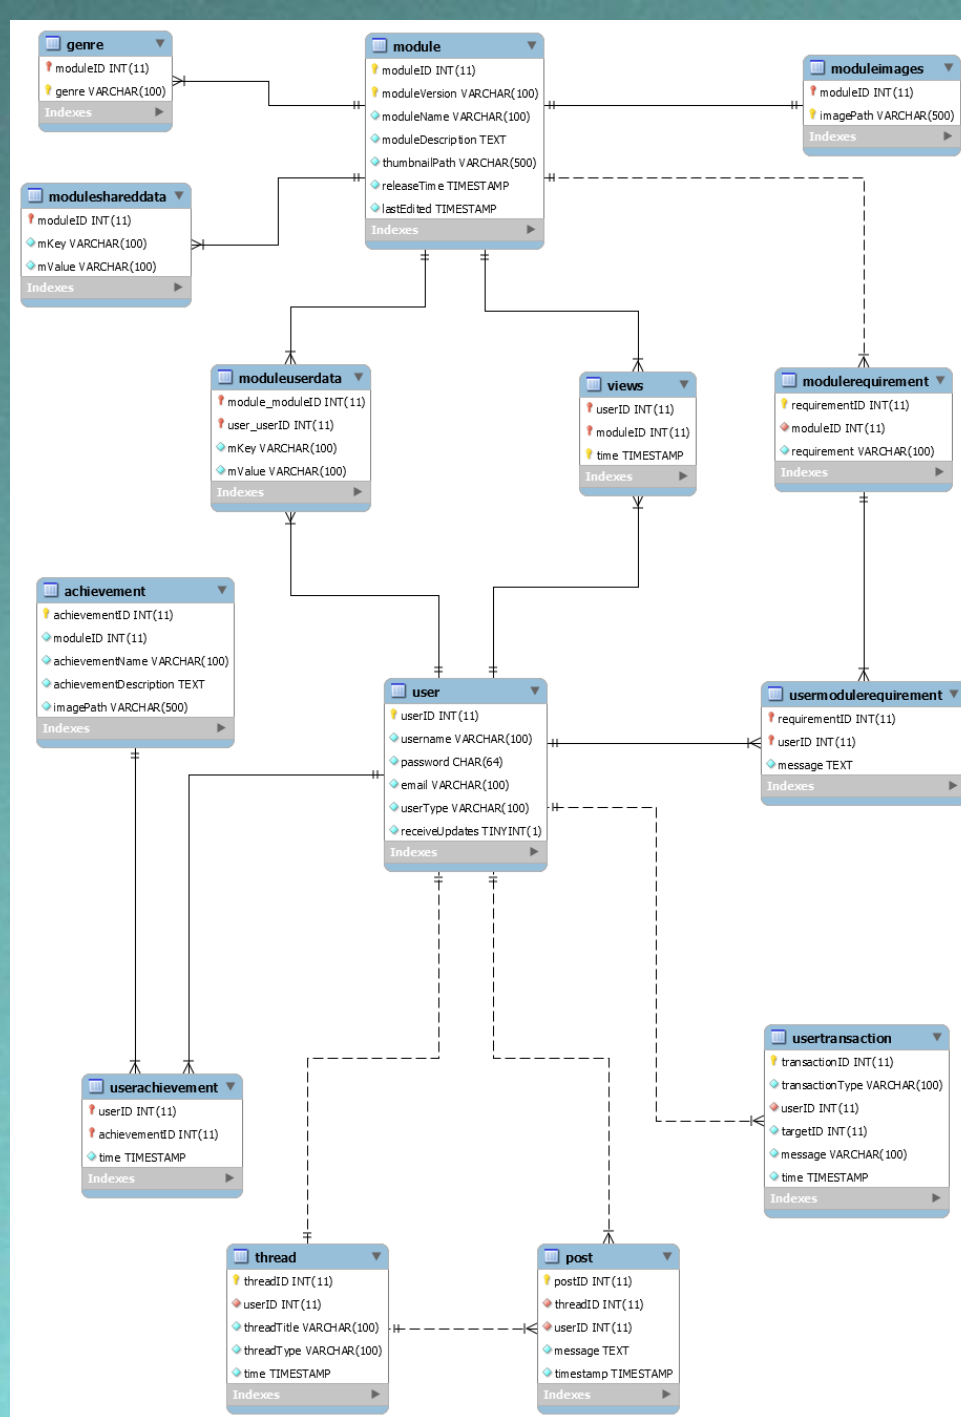 genre
moduleID INT(11)
genre VARCHAR(100)
Indexes
module
moduleID INT(11)
moduleVersion VARCHAR(100)
moduleName VARCHAR(100)
moduleDescription TEXT
thumbnailPath VARCHAR(500)
releaseTime TIMESTAMP
lastEdited TIMESTAMP
Indexes
moduleimages
moduleID INT(11)
imagePath VARCHAR(500)
Indexes
moduleshareddata
moduleID INT(11)
mKey VARCHAR(100)
mValue VARCHAR(100)
Indexes
moduleuserdata
module_moduleID INT(11)
user_userID INT(11)
mKey VARCHAR(100)
mValue VARCHAR(100)
Indexes
views
userID INT(11)
moduleID INT(11)
time TIMESTAMP
Indexes
modulerequirement
requirementID INT(11)
moduleID INT(11)
requirement VARCHAR(100)
Indexes
achievement
achievementID INT(11)
moduleID INT(11)
achievementName VARCHAR(100)
achievementDescription TEXT
imagePath VARCHAR(500)
Indexes
user
userID INT(11)
username VARCHAR(100)
password CHAR(64)
email VARCHAR(100)
userType VARCHAR(100)
receiveUpdates TINYINT(1)
Indexes
usermodulerequirement
requirementID INT(11)
userID INT(11)
message TEXT
Indexes
userachievement
userID INT(11)
achievementID INT(11)
time TIMESTAMP
Indexes
usertransaction
transactionID INT(11)
transactionType VARCHAR(100)
userID INT(11)
targetID INT(11)
message VARCHAR(100)
time TIMESTAMP
Indexes
thread
threadID INT(11)
userID INT(11)
threadTitle VARCHAR(100)
threadType VARCHAR(100)
time TIMESTAMP
Indexes
post
postID INT(11)
threadID INT(11)
userID INT(11)
message TEXT
timestamp TIMESTAMP
Indexes